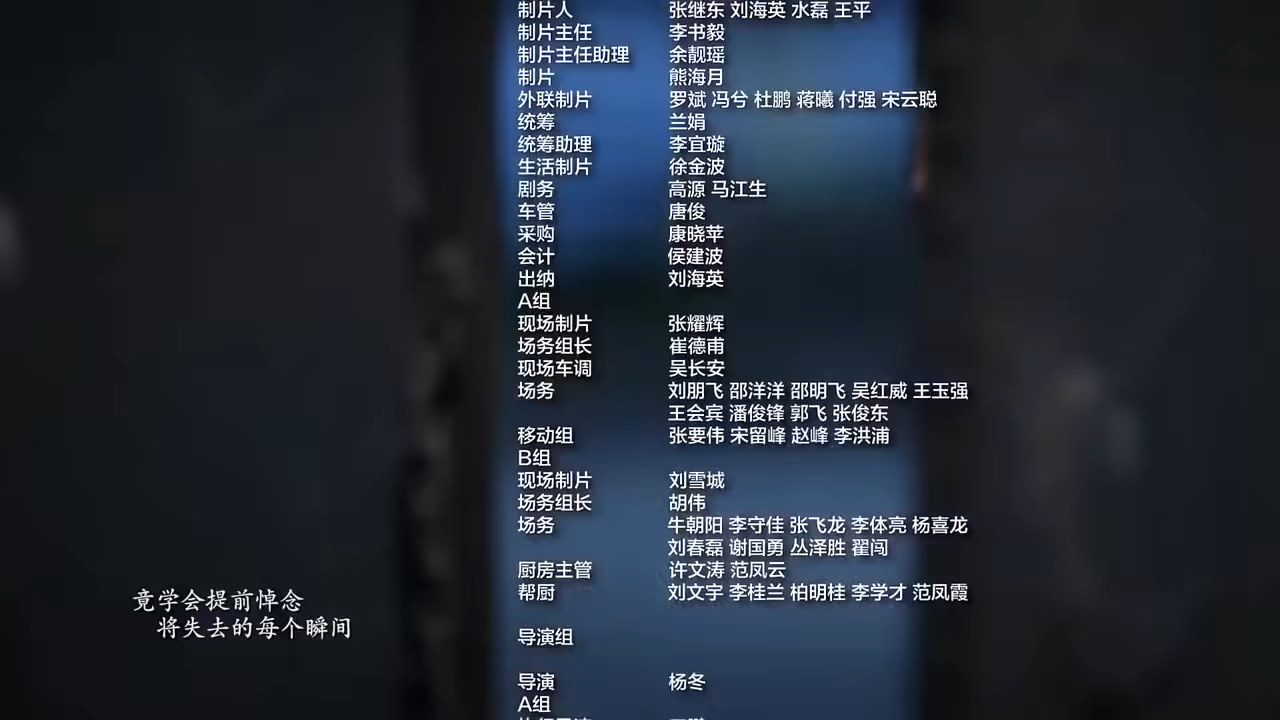 制片人 张继东 刘海英 水磊 王平
制片主任 李书毅
制片主任助理 余靓瑶
制片 熊海月
外联制片 罗斌 冯兮 杜鹏 蒋曦 付强 宋云聪
统筹 兰娟
统筹助理 李宜璇
生活制片 徐金波
剧务 高源 马江生
车管 唐俊
采购 康晓苹
会计 侯建波
出纳 刘海英
A组
现场制片 张耀辉
场务组长 崔德甫
现场车调 吴长安
场务 刘朋飞 邵洋洋 邵明飞 吴红威 王玉强
王会宾 潘俊锋 郭飞 张俊东
移动组 张要伟 宋留峰 赵峰 李洪浦
B组
现场制片 刘雪城
场务组长 胡伟
场务 牛朝阳 李守佳 张飞龙 李体亮 杨喜龙
刘春磊 谢国勇 丛泽胜 翟闯
厨房主管 许文涛 范凤云
帮厨 刘文宇 李桂兰 柏明桂 李学才 范凤霞
竟学会提前悼念
将失去的每个瞬间
导演组
导演 杨冬
A组